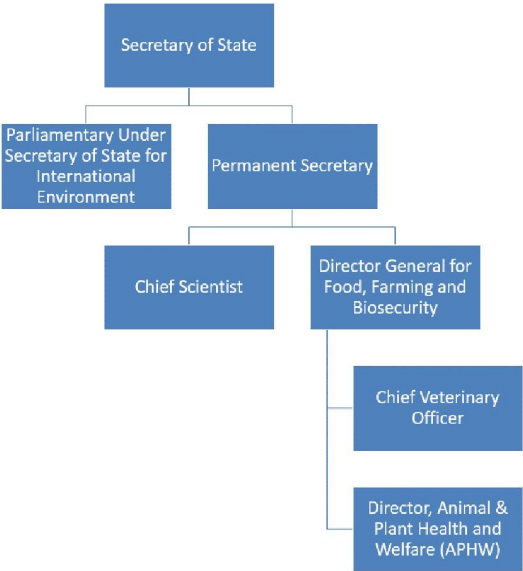 Secretary of State
Parliamentary Under
Secretary of State for
International
Environment
Permanent Secretary
Chief Scientist
Director General for
Food, Farming and
Biosecurity
Chief Veterinary
Officer
Director, Animal &
Plant Health and
Welfare (APHW)